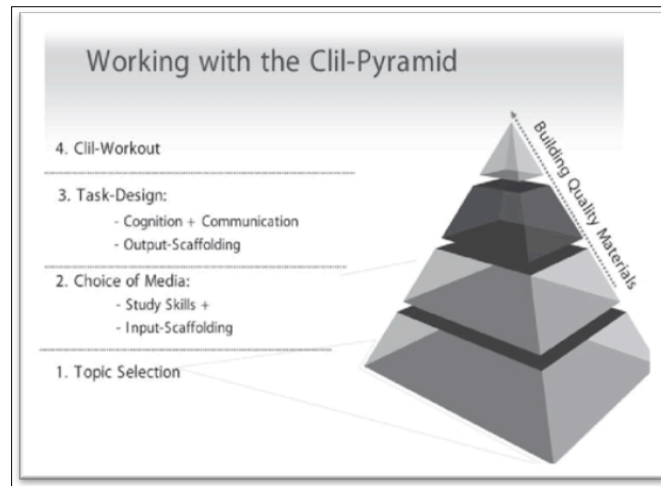 Working with the Clil-Pyramid
4. Clil-Workout
3. Task-Design:
- Cognition + Communication
- Output-Scaffolding
2. Choice of Media:
- Study Skills +
- Input-Scaffolding
1. Topic Selection
Building Quality Materials